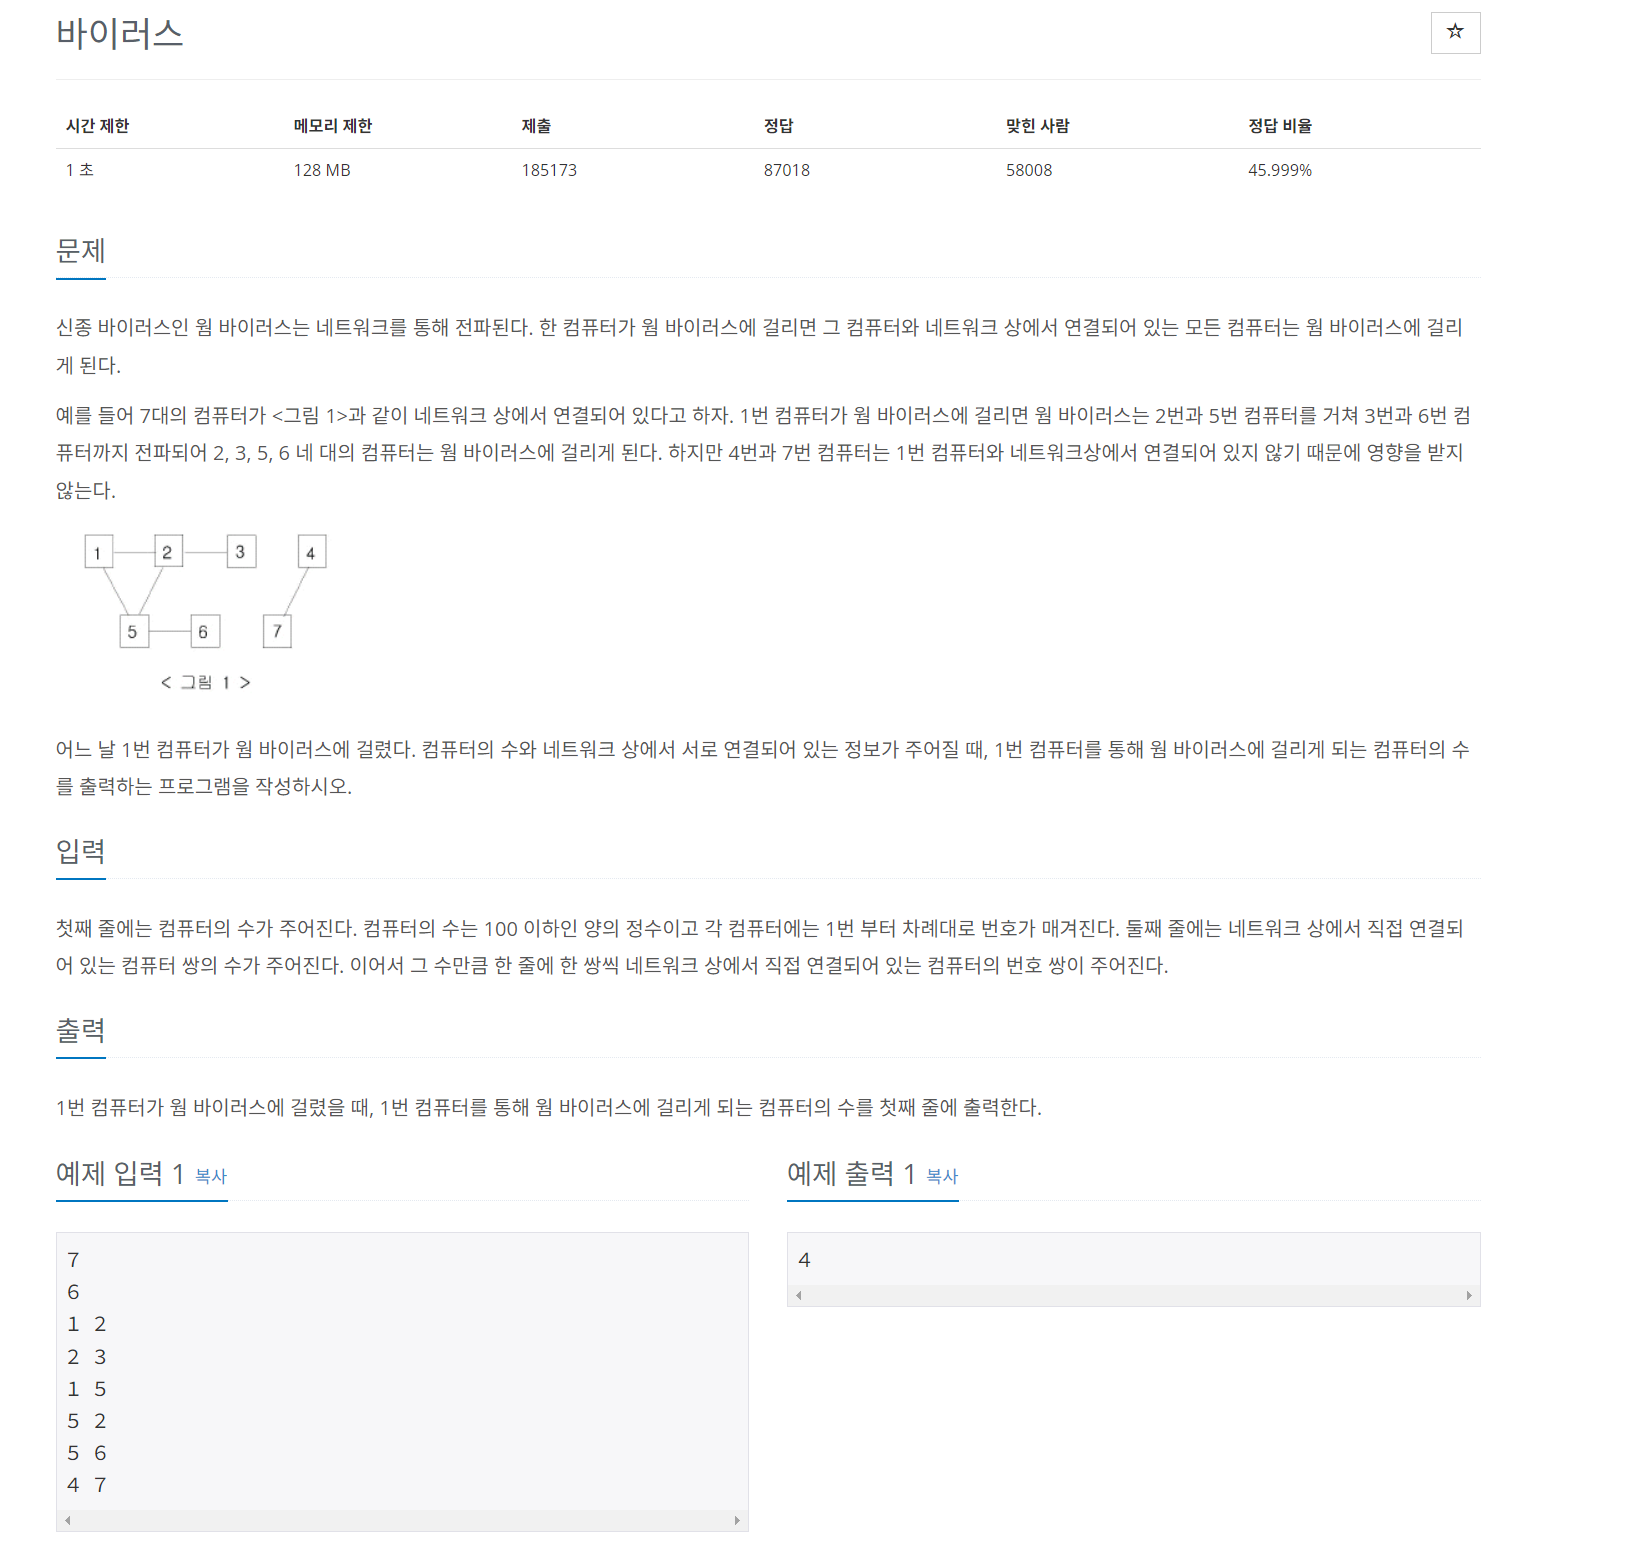 바이러스
☆
시간 제한 메모리 제한 제출 정답 맞힌 사람 정답 비율
1 초 128 MB 185173 87018 58008 45.999%
문제
신종 바이러스인 웜 바이러스는 네트워크를 통해 전파된다. 한 컴퓨터가 웜 바이러스에 걸리면 그 컴퓨터와 네트워크 상에서 연결되어 있는 모든 컴퓨터는 웜 바이러스에 걸리
게 된다.
예를 들어 7대의 컴퓨터가 <그림 1>과 같이 네트워크 상에서 연결되어 있다고 하자. 1번 컴퓨터가 웜 바이러스에 걸리면 웜 바이러스는 2번과 5번 컴퓨터를 거쳐 3번과 6번 컴
퓨터까지 전파되어 2, 3, 5, 6 네 대의 컴퓨터는 웜 바이러스에 걸리게 된다. 하지만 4번과 7번 컴퓨터는 1번 컴퓨터와 네트워크상에서 연결되어 있지 않기 때문에 영향을 받지
않는다.
1 2 3 4
5 6 7
< 그림 1 >
어느 날 1번 컴퓨터가 웜 바이러스에 걸렸다. 컴퓨터의 수와 네트워크 상에서 서로 연결되어 있는 정보가 주어질 때, 1번 컴퓨터를 통해 웜 바이러스에 걸리게 되는 컴퓨터의 수
를 출력하는 프로그램을 작성하시오.
입력
첫째 줄에는 컴퓨터의 수가 주어진다. 컴퓨터의 수는 100 이하인 양의 정수이고 각 컴퓨터에는 1번 부터 차례대로 번호가 매겨진다. 둘째 줄에는 네트워크 상에서 직접 연결되
어 있는 컴퓨터 쌍의 수가 주어진다. 이어서 그 수만큼 한 줄에 한 쌍씩 네트워크 상에서 직접 연결되어 있는 컴퓨터의 번호 쌍이 주어진다.
출력
1번 컴퓨터가 웜 바이러스에 걸렸을 때, 1번 컴퓨터를 통해 웜 바이러스에 걸리게 되는 컴퓨터의 수를 첫째 줄에 출력한다.
예제 입력 1 복사
7
6
1 2
2 3
1 5
5 2
5 6
4 7
예제 출력 1 복사
4